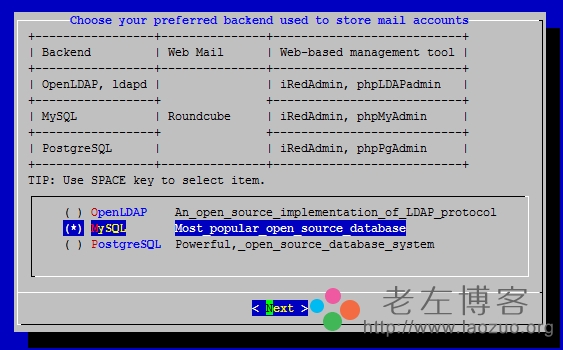 Choose your preferred backend used to store mail accounts
+------------------+---------------+---------------------------+
| Backend | Web Mail | Web-based management tool |
+------------------+---------------+---------------------------+
| OpenLDAP, ldapd | | iRedAdmin, phpLDAPadmin |
+------------------+ +---------------------------+
| MySQL | Roundcube | iRedAdmin, phpMyAdmin |
+------------------+ +---------------------------+
| PostgreSQL | | iRedAdmin, phpPgAdmin |
+------------------+---------------+---------------------------+
TIP: Use SPACE key to select item.
( ) OpenLDAP An_open_source_implementation_of_LDAP_protocol
(*) MySQL Most_popular_open_source_database
( ) PostgreSQL Powerful,_open_source_database_system
< Next >
老左博客
http://www.laozuo.org